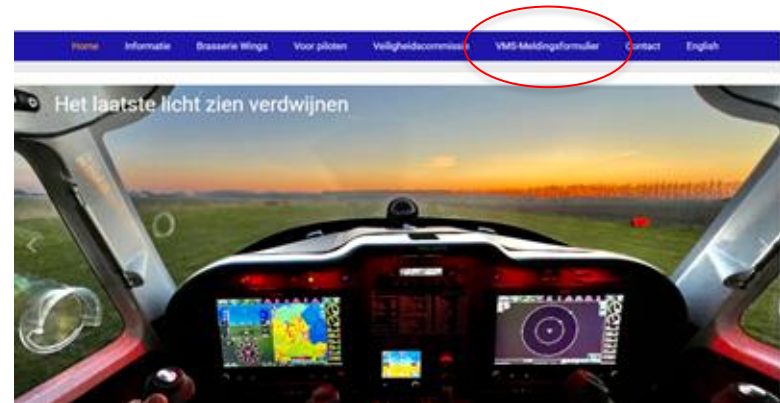 Home Informatie Brasserie Wings Voor piloten Veiligheidscommissie VMS-Meldingsformulier Contact English
Het laatste licht zien verdwijnen